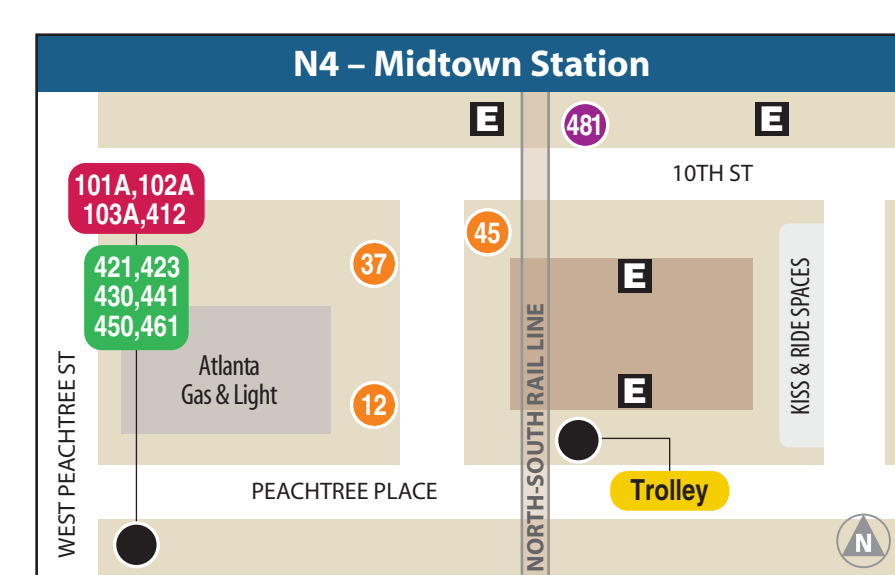 N4 – Midtown Station
E
481
E
10TH ST
101A,102A
103A,412
45
37
421,423
430,441
450,461
E
KISS & RIDE SPACES
NORTH-SOUTH RAIL LINE
WEST PEACHTREE ST
Atlanta
Gas & Light
12
E
PEACHTREE PLACE
Trolley
N